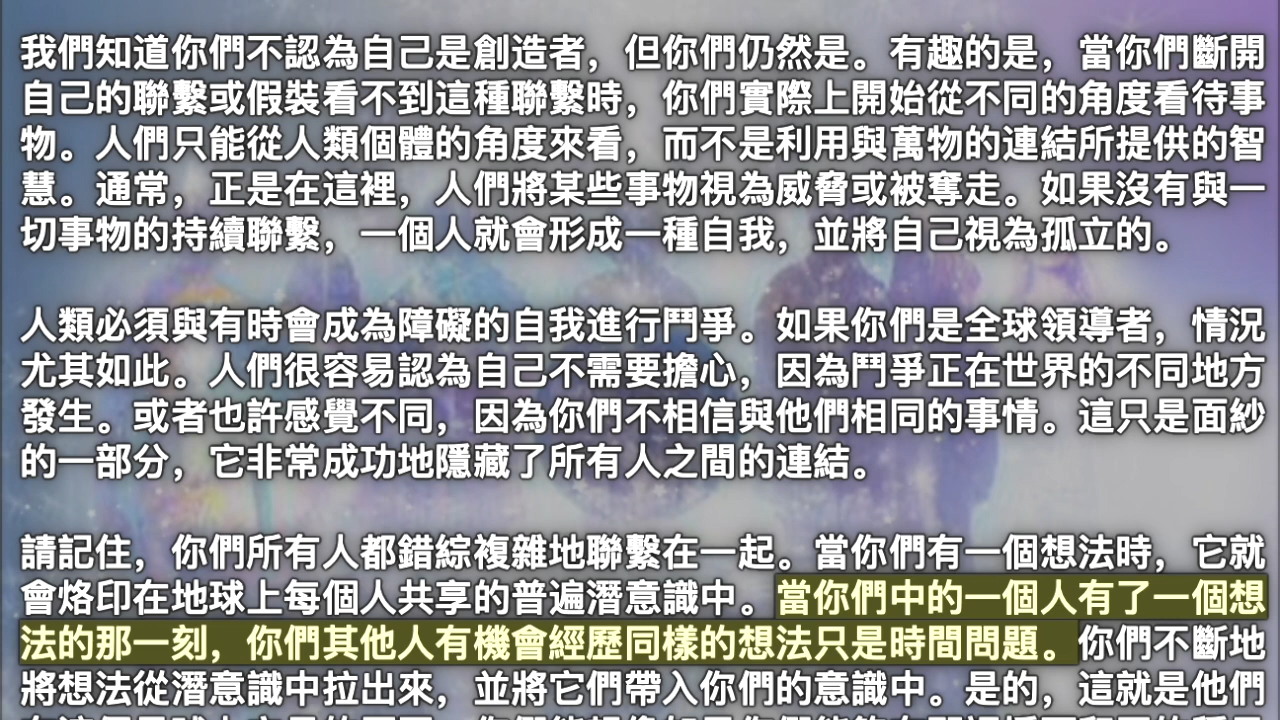 我們知道你們不認為自己是創造者，但你們仍然是。有趣的是，當你們斷開
自己的聯繫或假裝看不到這種聯繫時，你們實際上開始從不同的角度看待事
物。人們只能從人類個體的角度來看，而不是利用與萬物的連結所提供的智
慧。通常，正是在這裡，人們將某些事物視為威脅或被奪走。如果沒有與一
切事物的持續聯繫，一個人就會形成一種自我，並將自己視為孤立的。
人類必須與有時會成為障礙的自我進行鬥爭。如果你們是全球領導者，情況
尤其如此。人們很容易認為自己不需要擔心，因為鬥爭正在世界的不同地方
發生。或者也許感覺不同，因為你們不相信與他們相同的事情。這只是面紗
的一部分，它非常成功地隱藏了所有人之間的連結。
請記住，你們所有人都錯綜複雜地聯繫在一起。當你們有一個想法時，它就
會烙印在地球上每個人共享的普遍潛意識中。當你們中的一個人有了一個想
法的那一刻，你們其他人有機會經歷同樣的想法只是時間問題。你們不斷地
將想法從潛意識中拉出來，並將它們帶入你們的意識中。是的，這就是他們